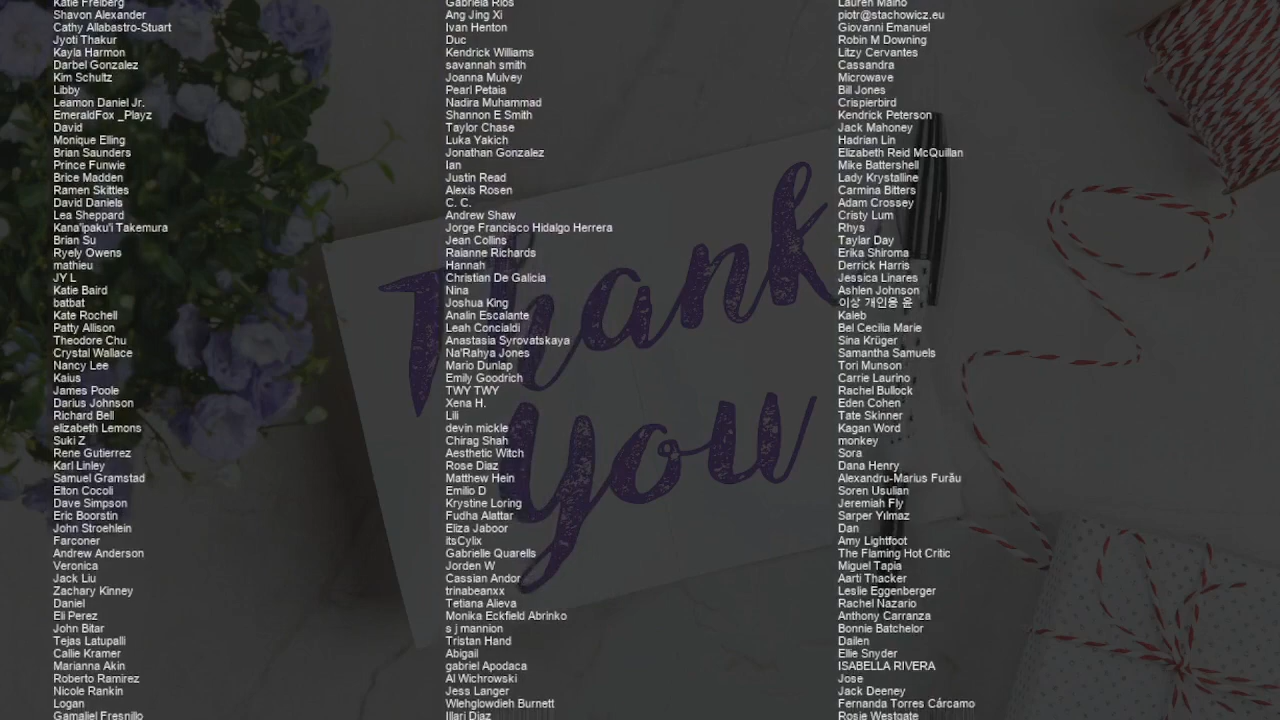 Katie Freiberg
Shavon Alexander
Cathy Allabastro-Stuart
Jyoti Thakur
Kayla Harmon
Darbel Gonzalez
Kim Schultz
Libby
Leamon Daniel Jr.
EmeraldFox _Playz
David
Monique Elling
Brian Saunders
Prince Funwie
Brice Madden
Ramen Skittles
David Daniels
Lea Sheppard
Kana'ipaku'i Takemura
Brian Su
Ryely Owens
mathieu
JY L
Katie Baird
batbat
Kate Rochell
Patty Allison
Theodore Chu
Crystal Wallace
Nancy Lee
Kaius
James Poole
Darius Johnson
Richard Bell
elizabeth Lemons
Suki Z
Rene Gutierrez
Karl Linley
Samuel Gramstad
Elton Cocoli
Dave Simpson
Eric Boorstin
John Stroehlein
Farconer
Andrew Anderson
Veronica
Jack Liu
Zachary Kinney
Daniel
Eli Perez
John Bitar
Tejas Latupalli
Callie Kramer
Marianna Akin
Roberto Ramirez
Nicole Rankin
Logan
Gamaliel Fresnillo
Gabriela Rios
Ang Jing Xi
Ivan Henton
Duc
Kendrick Williams
savannah smith
Joanna Mulvey
Pearl Petaia
Nadira Muhammad
Shannon E Smith
Taylor Chase
Luka Yakich
Jonathan Gonzalez
Ian
Justin Read
Alexis Rosen
C. C.
Andrew Shaw
Jorge Francisco Hidalgo Herrera
Jean Collins
Raianne Richards
Hannah
Christian De Galicia
Nina
Joshua King
Analin Escalante
Leah Concialdi
Anastasia Syrovatskaya
Na'Rahya Jones
Mario Dunlap
Emily Goodrich
TWY TWY
Xena H.
Lili
devin mickle
Chirag Shah
Aesthetic Witch
Rose Diaz
Matthew Hein
Emilio D
Krystine Loring
Fudha Alattar
Eliza Jaboor
itsCylix
Gabrielle Quarells
Jorden W
Cassian Andor
trinabeanxx
Tetiana Alieva
Monika Eckfield Abrinko
s j mannion
Tristan Hand
Abigail
gabriel Apodaca
Al Wichrowski
Jess Langer
Wiehglowdieh Burnett
Illari Diaz
Lauren Maino
piotr@stachowicz.eu
Giovanni Emanuel
Robin M Downing
Litzy Cervantes
Cassandra
Microwave
Bill Jones
Crispierbird
Kendrick Peterson
Jack Mahoney
Hadrian Lin
Elizabeth Reid McQuillan
Mike Battershell
Lady Krystalline
Carmina Bitters
Adam Crossey
Cristy Lum
Rhys
Taylar Day
Erika Shiroma
Derrick Harris
Jessica Linares
Ashlen Johnson
이상 개인용 윤
Kaleb
Bel Cecilia Marie
Sina Krüger
Samantha Samuels
Tori Munson
Carrie Laurino
Rachel Bullock
Eden Cohen
Tate Skinner
Kagan Word
monkey
Sora
Dana Henry
Alexandru-Marius Furău
Soren Usulian
Jeremiah Fly
Sarper Yılmaz
Dan
Amy Lightfoot
The Flaming Hot Critic
Miguel Tapia
Aarti Thacker
Leslie Eggenberger
Rachel Nazario
Anthony Carranza
Bonnie Batchelor
Dailen
Ellie Snyder
ISABELLA RIVERA
Jose
Jack Deeney
Fernanda Torres Cárcamo
Rosie Westgate
Thank
you